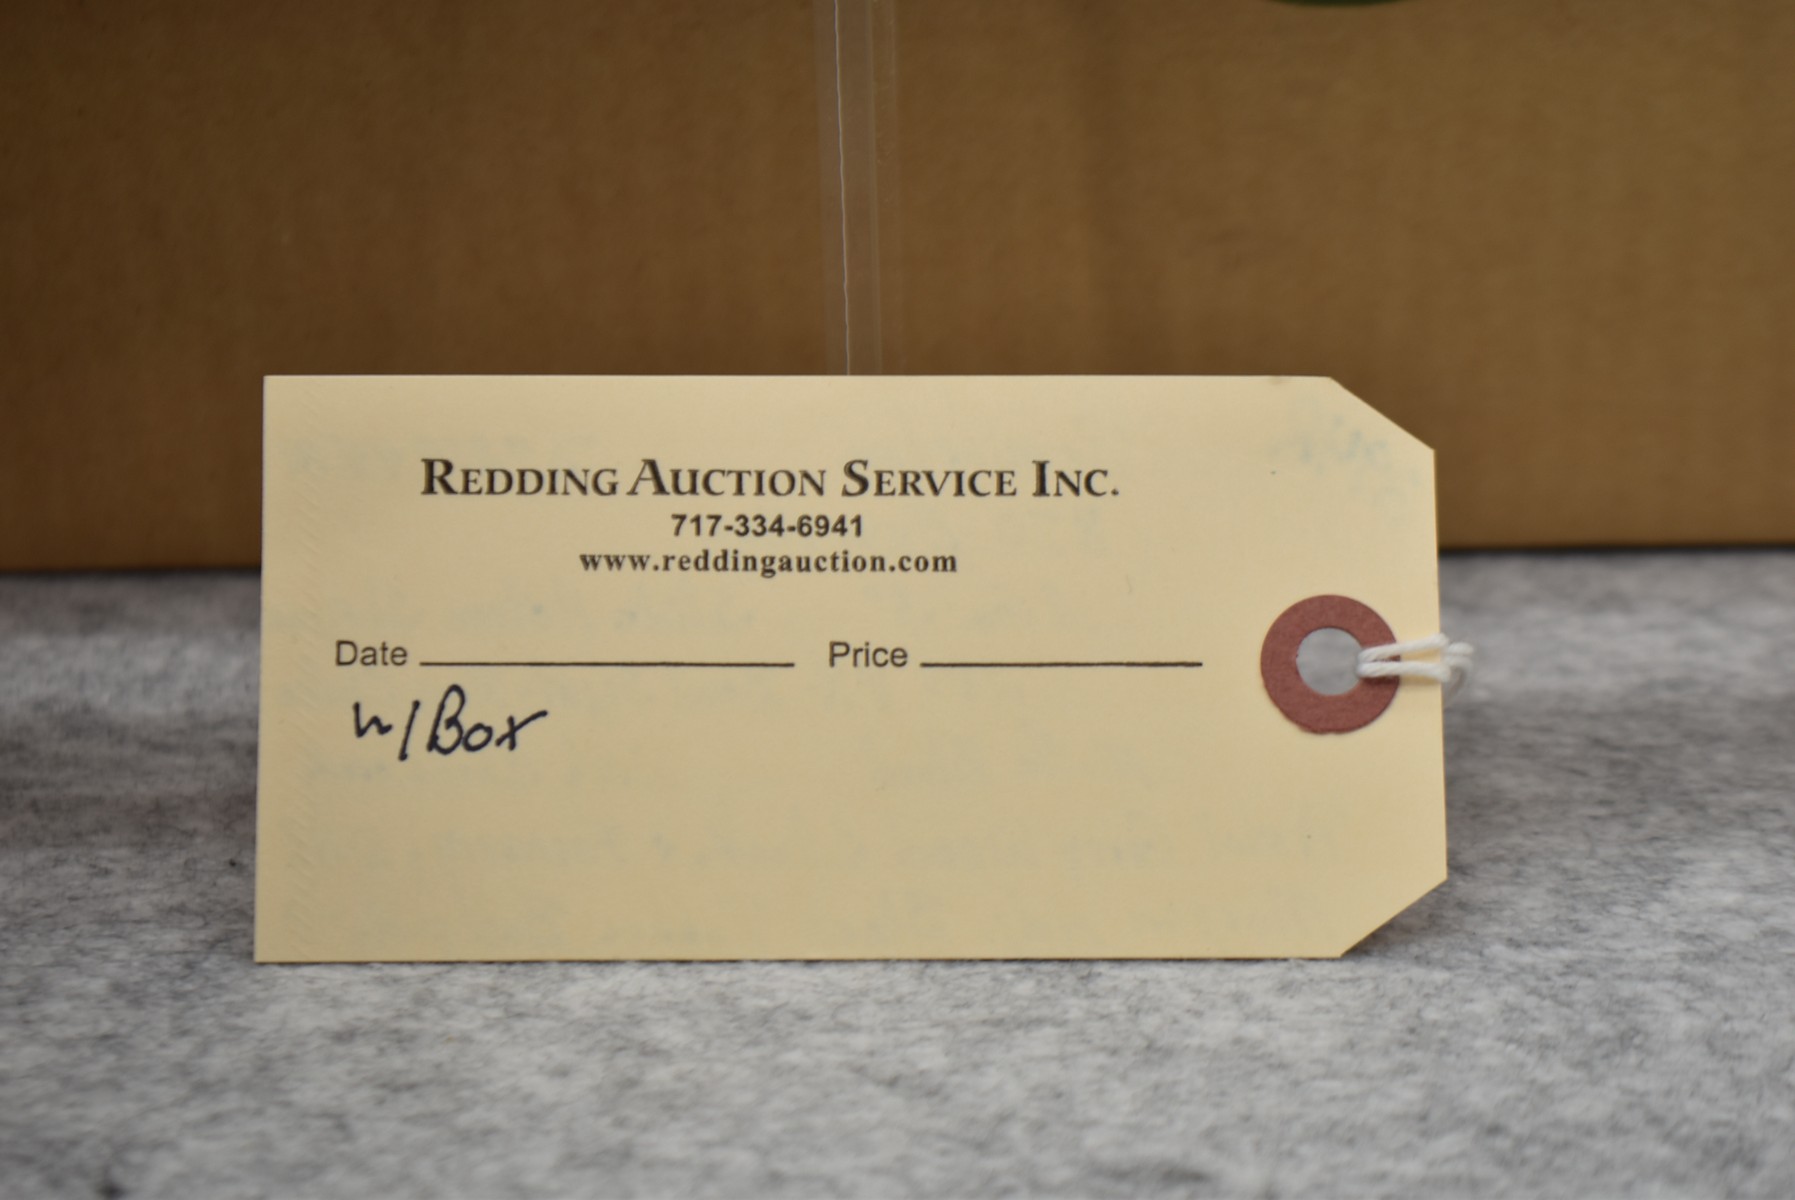 REDDING AUCTION SERVICE INC.
717-334-6941
www.reddingauction.com
Date Price
w/Box